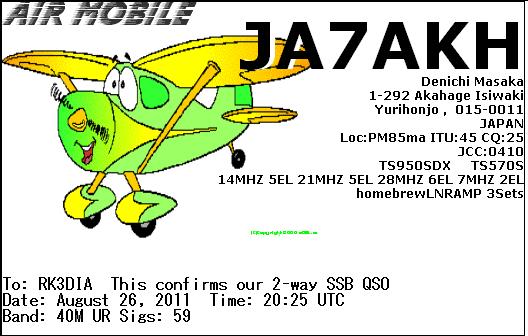 AIR MOBILE
JA7AKH
Denichi Masaka
1-292 Akahage Isiwaki
Yurihonjo , 015-0011
JAPAN
Loc:PM85ma ITU:45 CQ:25
JCC:0410
TS950SDX TS570S
14MHZ 5EL 21MHZ 5EL 28MHZ 6EL 7MHZ 2EL
homebrewLNRAMP 3Sets
To: RK3DIA This confirms our 2-way SSB QSO
Date: August 26, 2011 Time: 20:25 UTC
Band: 40M UR Sigs: 59